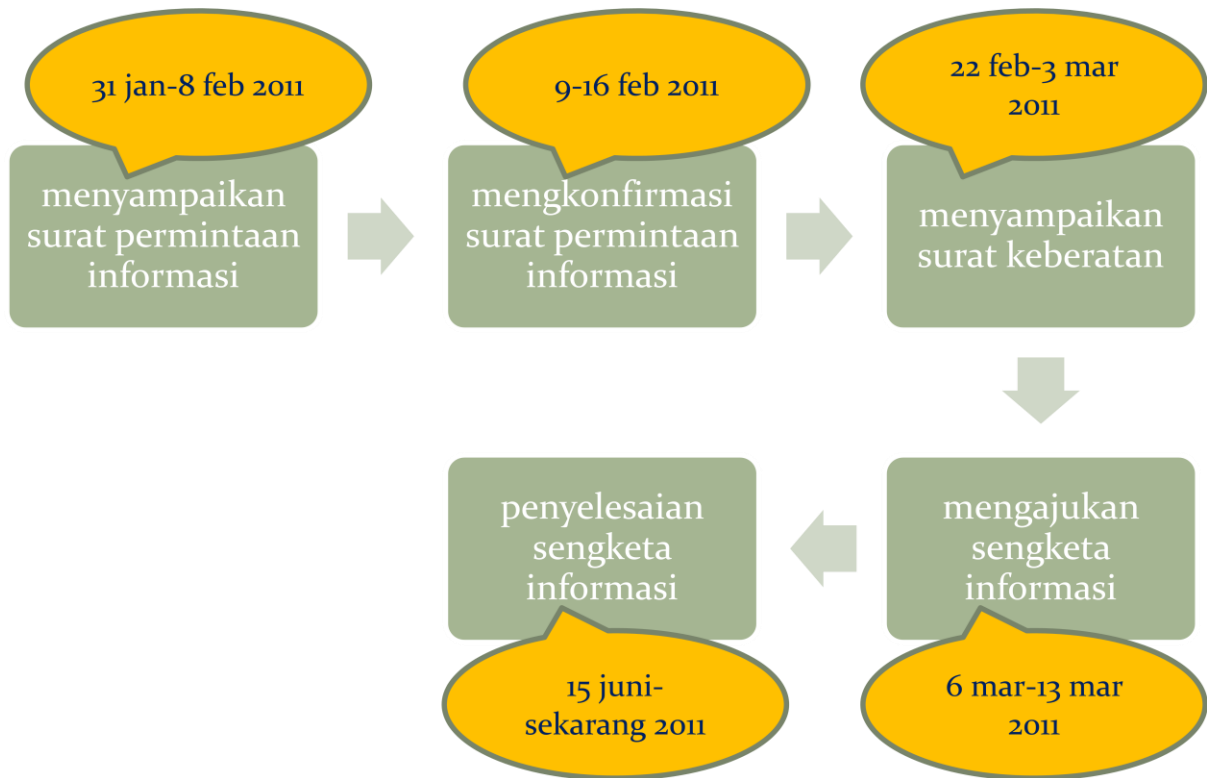 31 jan-8 feb 2011
menyampaikan
surat permintaan
informasi
9-16 feb 2011
mengkonfirmasi
surat permintaan
informasi
22 feb-3 mar
2011
menyampaikan
surat keberatan
mengajukan
sengketa
informasi
6 mar-13 mar
2011
penyelesaian
sengketa
informasi
15 juni-
sekarang 2011